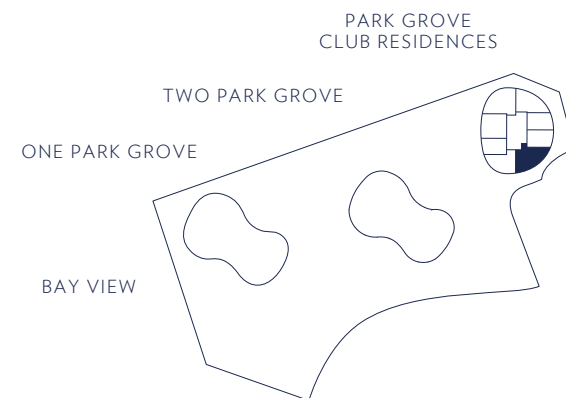 PARK GROVE
CLUB RESIDENCES
TWO PARK GROVE
ONE PARK GROVE
BAY VIEW